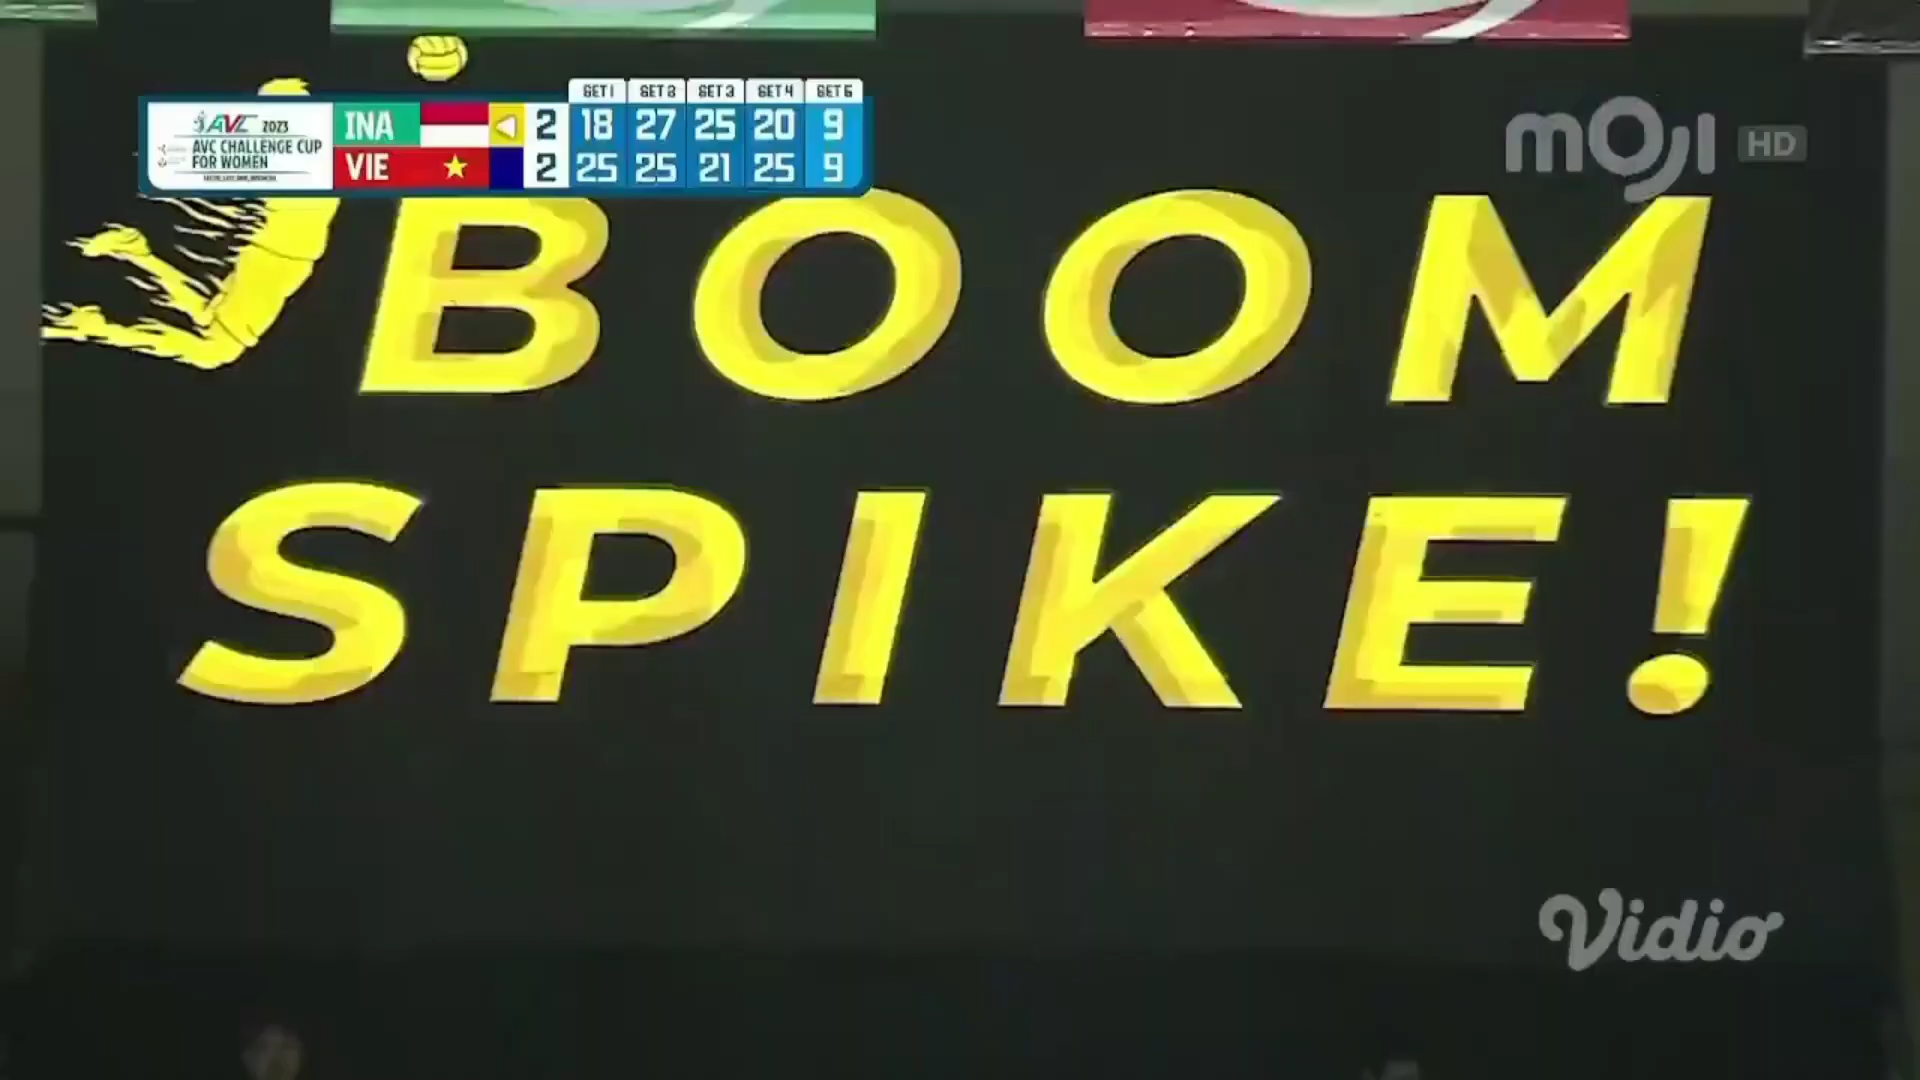 SET 1 SET 2 SET 3 SET 4 SET 5
AVC 2023
AVC CHALLENGE CUP
FOR WOMEN
INA 2 18 27 25 20 9
VIE 2 25 25 21 25 9
moji HD
BOOM
SPIKE!
Vidio